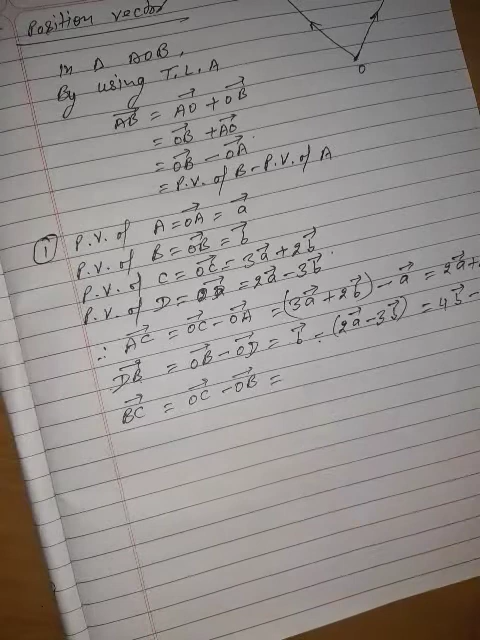 Position vector
O
In Δ AOB,
By using T.L.A
AB⃗ = AO⃗ + OB⃗
= OB⃗ + AO⃗
= OB⃗ - OA⃗
= P.V. of B - P.V. of A
① P.V. of A = OA⃗ = a⃗
P.V. of B = OB⃗ = b⃗
P.V. of C = OC⃗ = 3a⃗ + 2b⃗
P.V. of D = = 2a⃗ - 3b⃗
∴ AC⃗ = OC⃗ - OA⃗ = (3a⃗ + 2b⃗) - a⃗ = 2a⃗ +
DB⃗ = OB⃗ - OD⃗ = b⃗ - (2a⃗ - 3b⃗) = 4b⃗ -
BC⃗ = OC⃗ - OB⃗ =